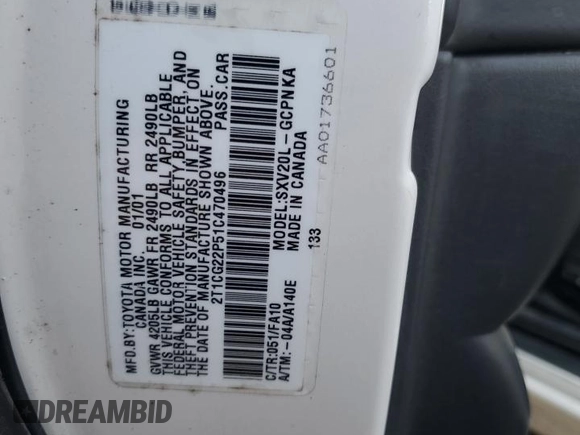 MFD.BY:TOYOTA MOTOR MANUFACTURING
CANADA INC. 01/01
GVWR 4205LB GAWR FR 2490LB RR 2490LB
THIS VEHICLE CONFORMS TO ALL APPLICABLE
FEDERAL MOTOR VEHICLE SAFETY, BUMPER, AND
THEFT PREVENTION STANDARDS IN EFFECT ON
THE DATE OF MANUFACTURE SHOWN ABOVE.
2T1CG22P51C470496 PASS.CAR
C/TR:051/FA10 MODEL:SXV20L-GCPNKA
A/TM:-04A/A140E MADE IN CANADA
133
AA01736601
DREAMBID